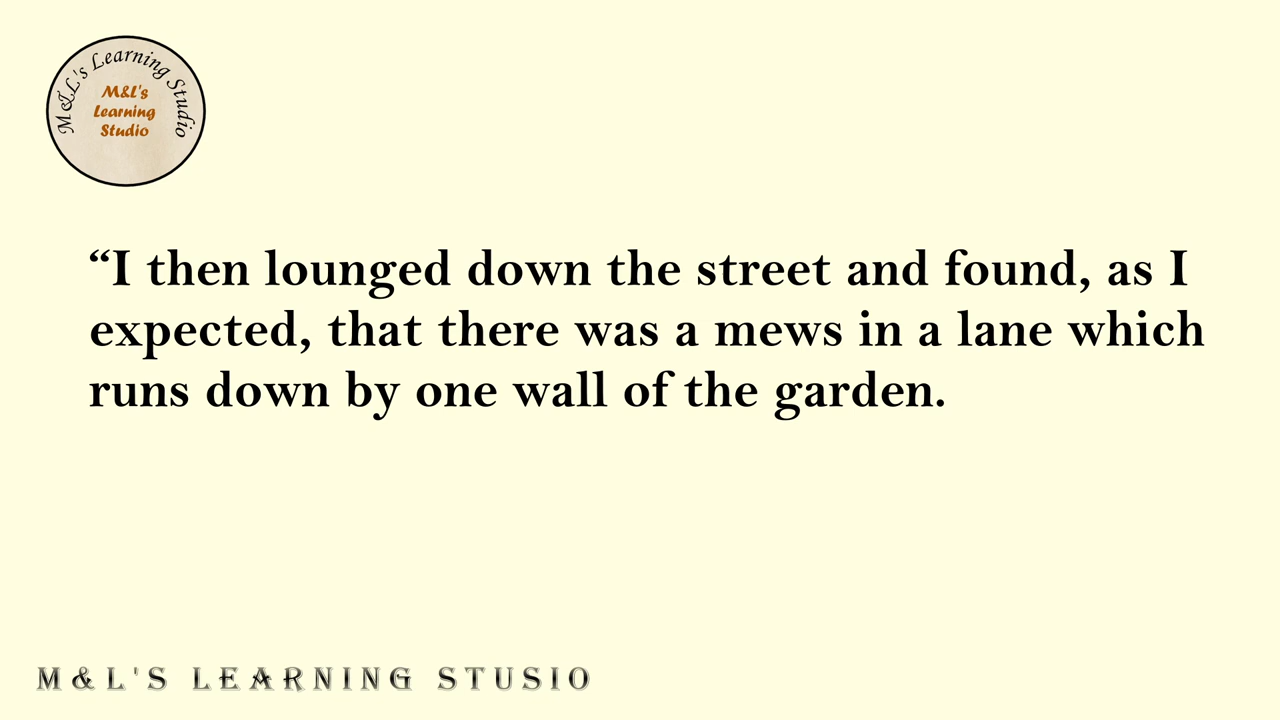 M&L's Learning Studio
M&L's
Learning
Studio
“I then lounged down the street and found, as I
expected, that there was a mews in a lane which
runs down by one wall of the garden.
M&L'S LEARNING STUSIO